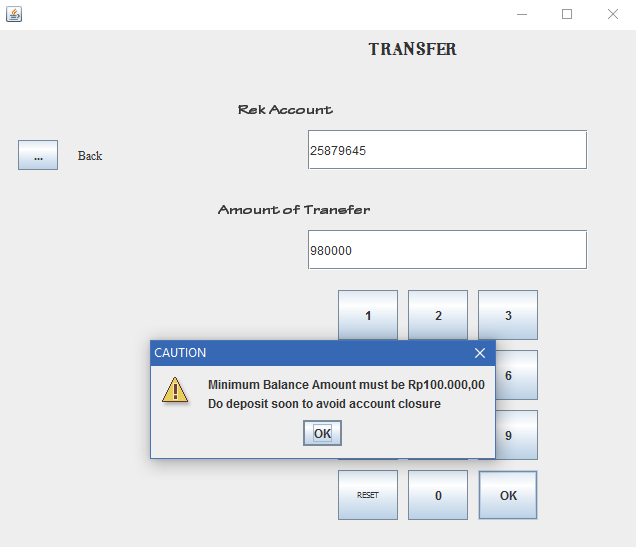 TRANSFER
Rek Account
25879645
...
Back
Amount of Transfer
980000
1 2 3
CAUTION
Minimum Balance Amount must be Rp100.000,00
Do deposit soon to avoid account closure
OK
6
9
RESET 0 OK